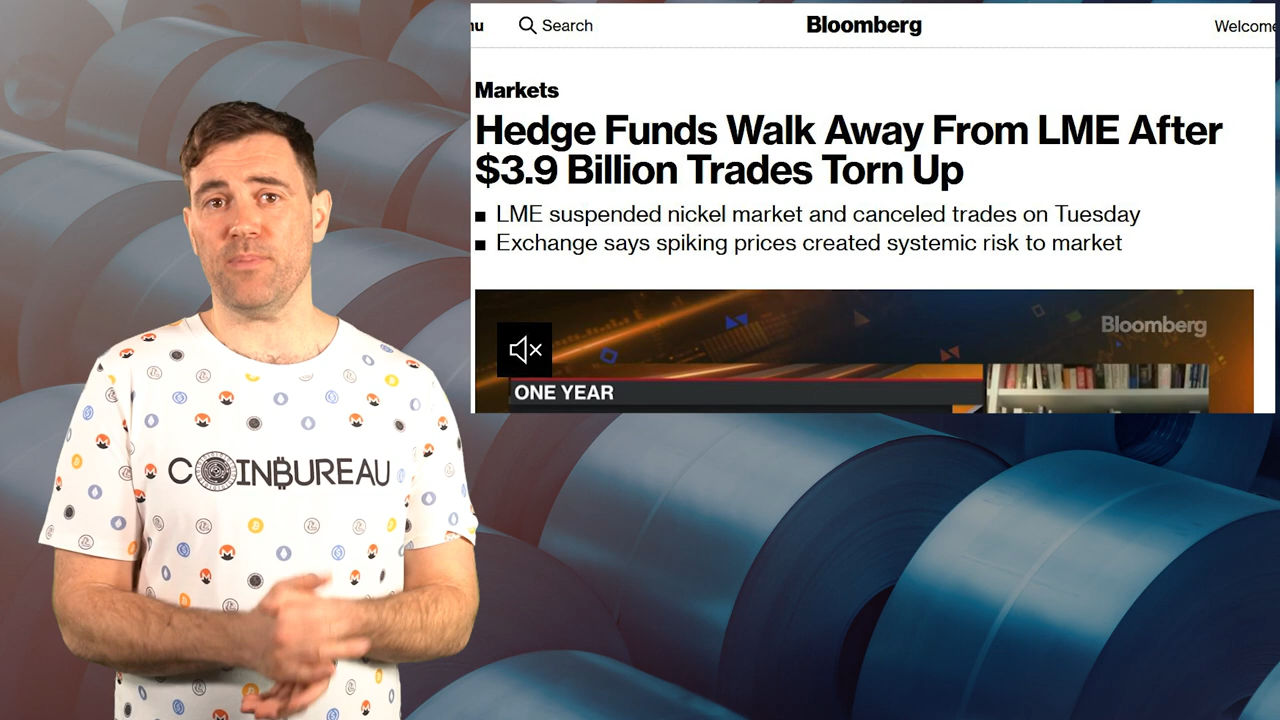 nu
Search
Bloomberg
Welcome
Markets
Hedge Funds Walk Away From LME After
$3.9 Billion Trades Torn Up
■ LME suspended nickel market and canceled trades on Tuesday
■ Exchange says spiking prices created systemic risk to market
Bloomberg
ONE YEAR
COINBUREAU